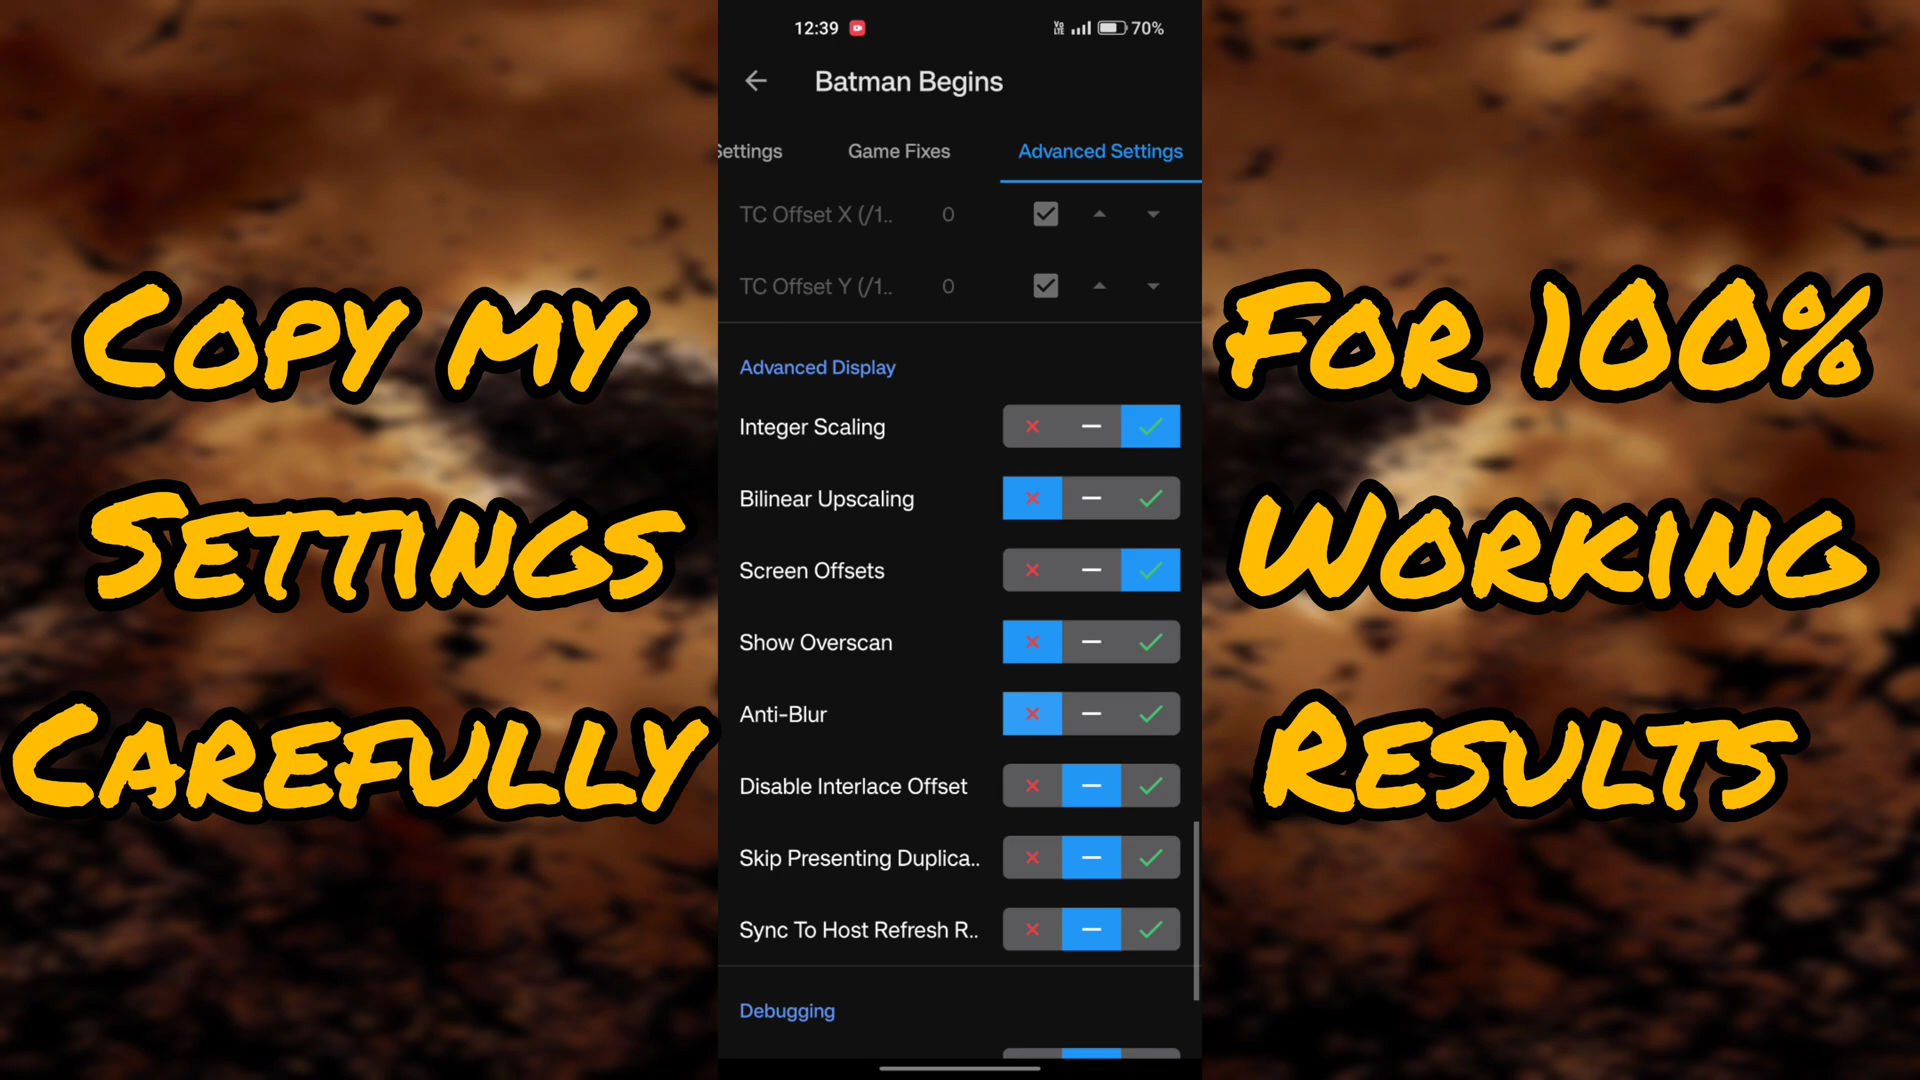 12:39 Vo LTE 70%
Batman Begins
Settings Game Fixes Advanced Settings
TC Offset X (/1.. 0
TC Offset Y (/1.. 0
Advanced Display
Integer Scaling
Bilinear Upscaling
Screen Offsets
Show Overscan
Anti-Blur
Disable Interlace Offset
Skip Presenting Duplica..
Sync To Host Refresh R..
Debugging
Copy my
Settings
Carefully
For 100%
Working
Results